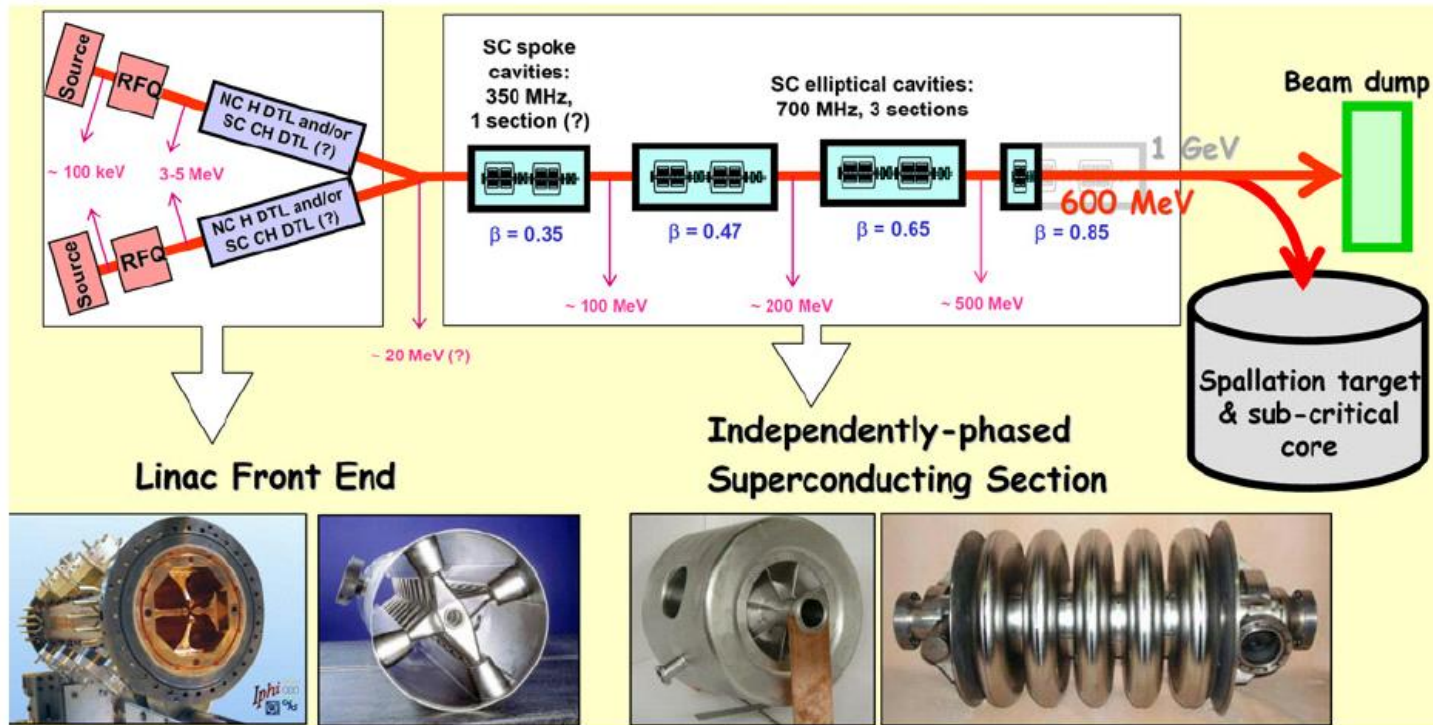 Source
RFQ
NC H DTL and/or
SC CH DTL (?)
~ 100 keV
3-5 MeV
NC H DTL and/or
SC CH DTL (?)
RFQ
Source
~ 20 MeV (?)
SC spoke
cavities:
350 MHz,
1 section (?)
SC elliptical cavities:
700 MHz, 3 sections
1 GeV
600 MeV
β = 0.35
β = 0.47
β = 0.65
β = 0.85
~ 100 MeV
~ 200 MeV
~ 500 MeV
Beam dump
Spallation target
& sub-critical
core
Linac Front End
Independently-phased
Superconducting Section
Iphi